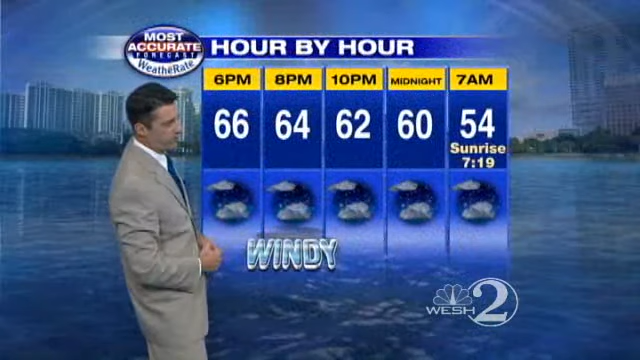 MOST
ACCURATE
FORECAST
WeatheRate
HOUR BY HOUR
6PM 8PM 10PM MIDNIGHT 7AM
66 64 62 60 54
Sunrise
7:19
WINDY
WESH 2